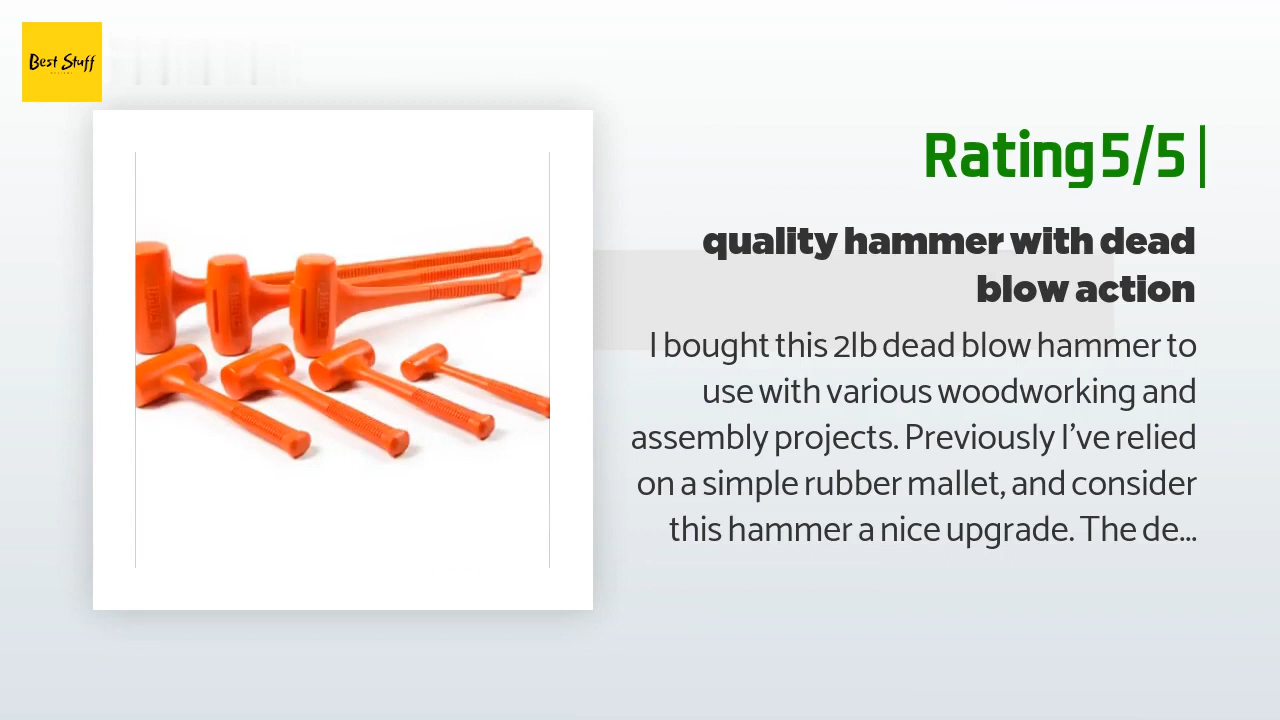 Best Stuff
Rating 5/5 |
quality hammer with dead
blow action
I bought this 2lb dead blow hammer to
use with various woodworking and
assembly projects. Previously I've relied
on a simple rubber mallet, and consider
this hammer a nice upgrade. The de...